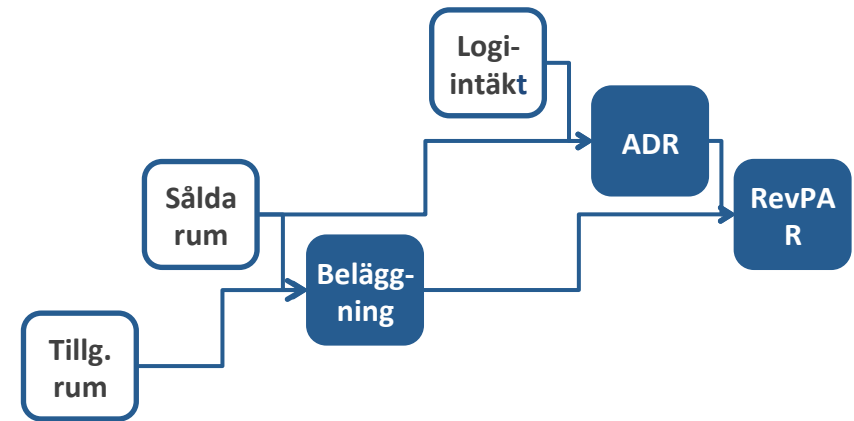 Logi-
intäkt
ADR
RevPA
R
Sålda
rum
Belägg-
ning
Tillg.
rum